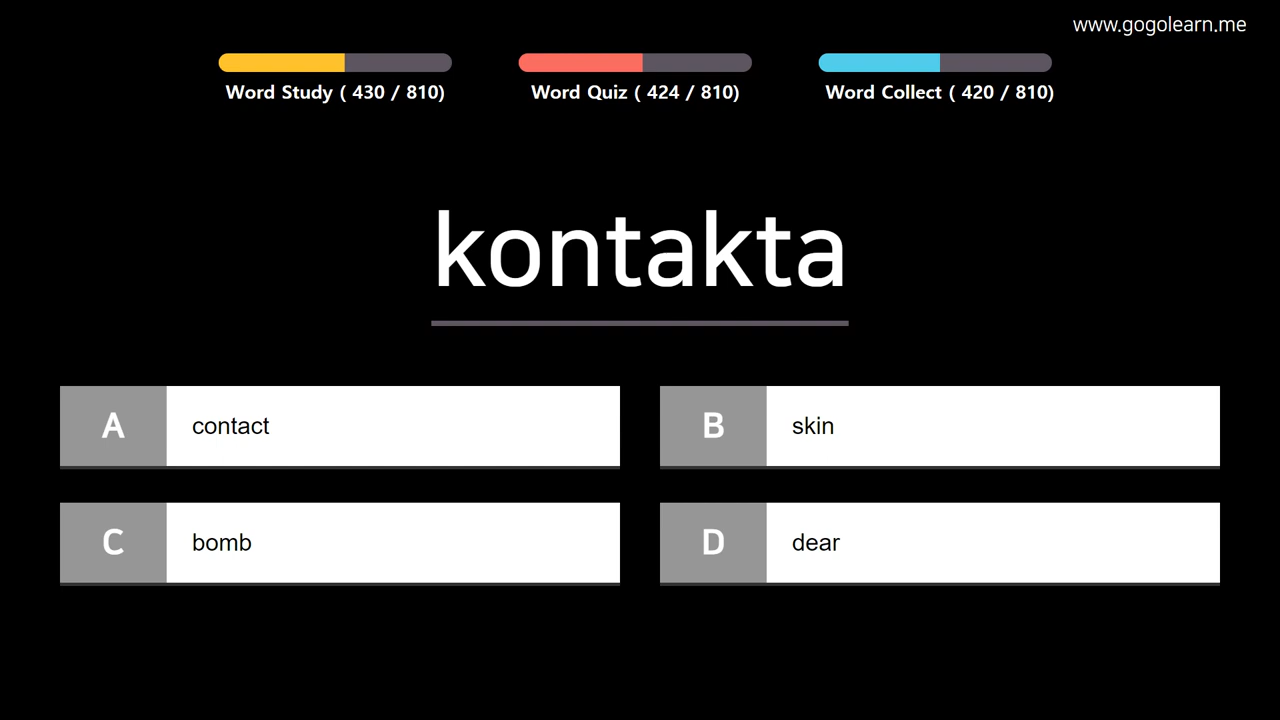 www.gogolearn.me
Word Study ( 430 / 810)
Word Quiz ( 424 / 810)
Word Collect ( 420 / 810)
kontakta
A contact
B skin
C bomb
D dear